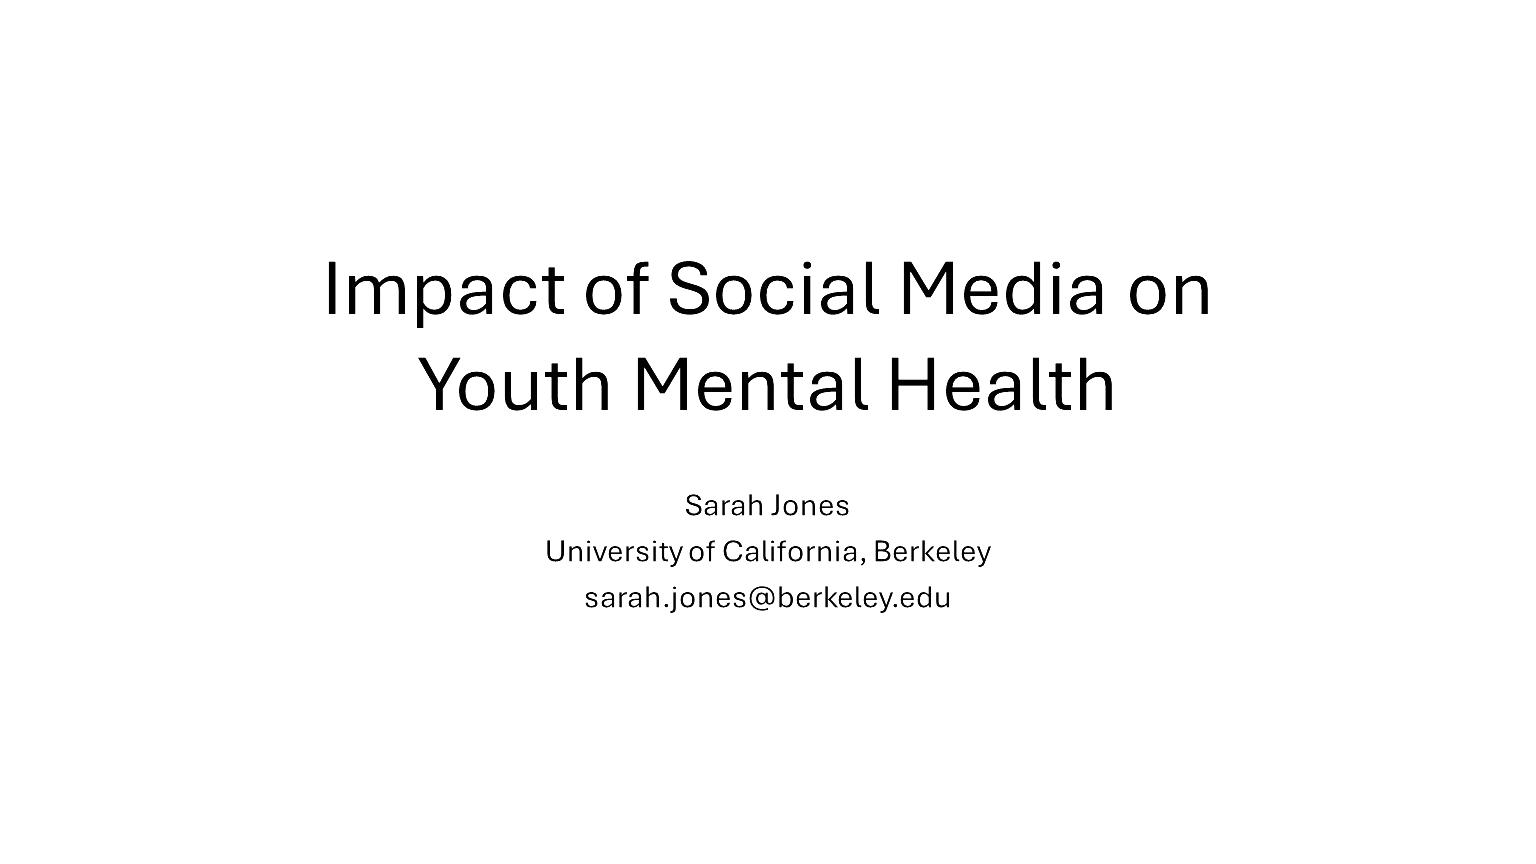 Impact of Social Media on
Youth Mental Health
Sarah Jones
University of California, Berkeley
sarah.jones@berkeley.edu